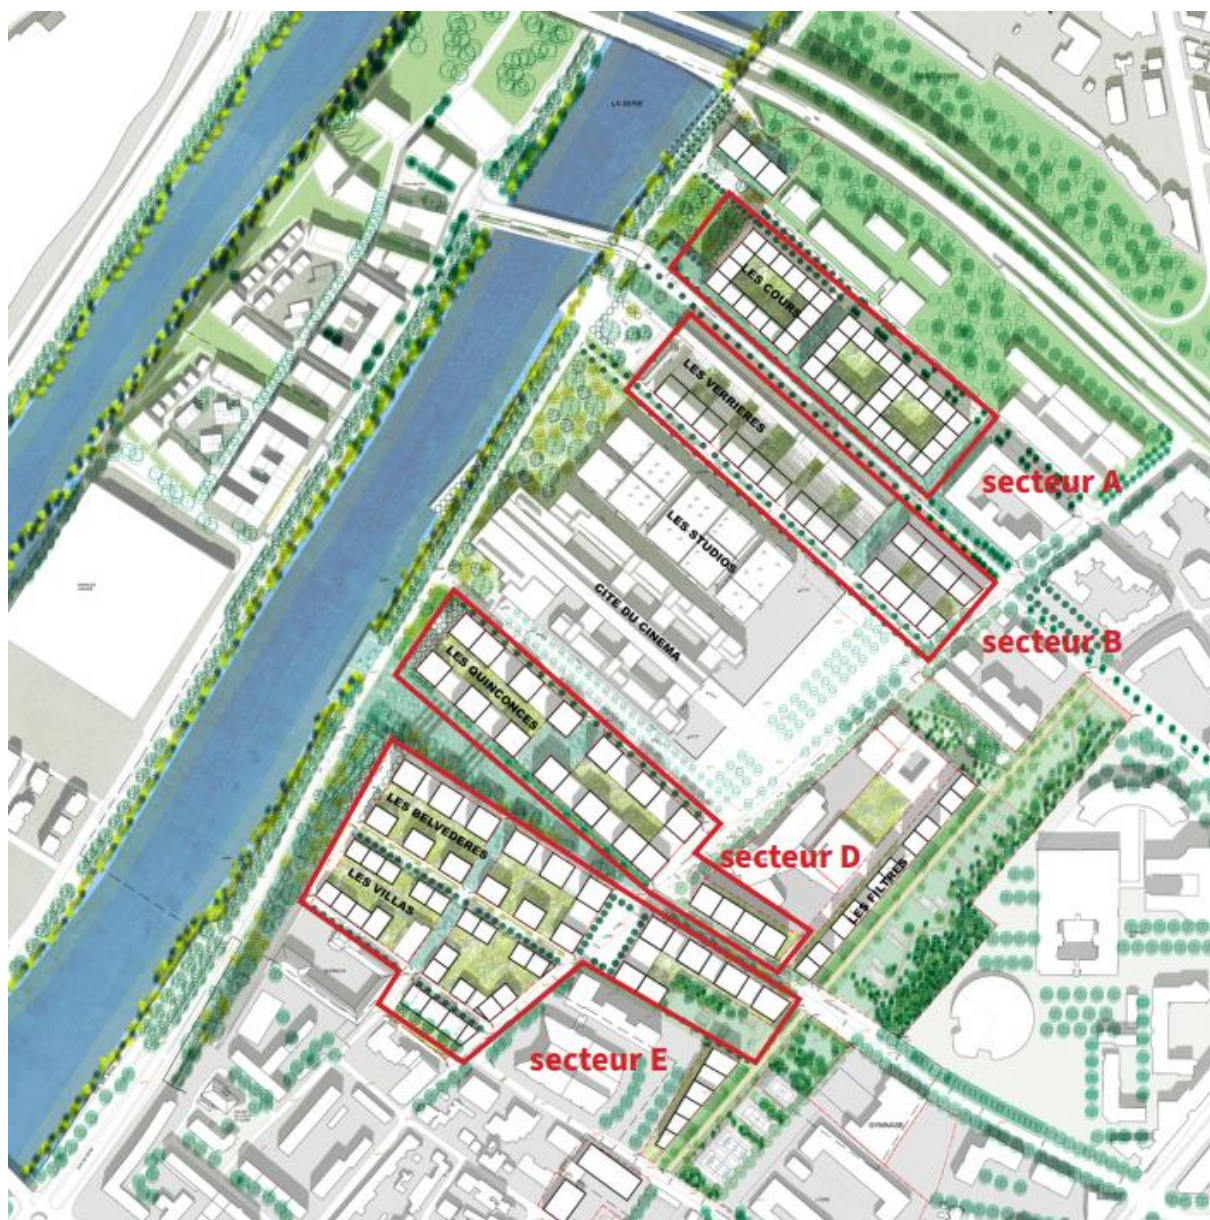 LA SEINE
LES COURS
LES VERRIERES
secteur A
LES STUDIOS
CITE DU CINEMA
secteur B
LES QUINCONCES
LES BELVEDERES
secteur D
LES VILLAS
LES FILTRES
secteur E
GYMNASE